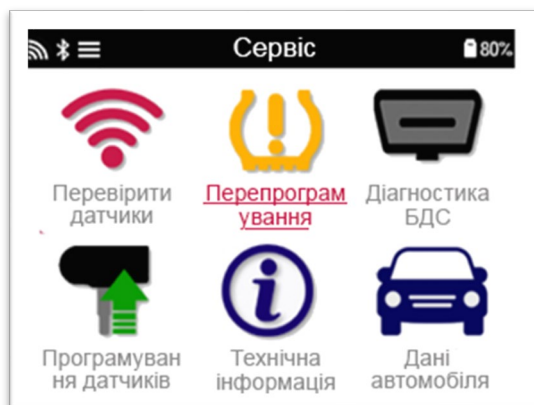 Сервіс 80%
Перевірити Перепрограм Діагностика
датчики ування БДС
Програмуван Технічна Дані
ня датчиків інформація автомобіля